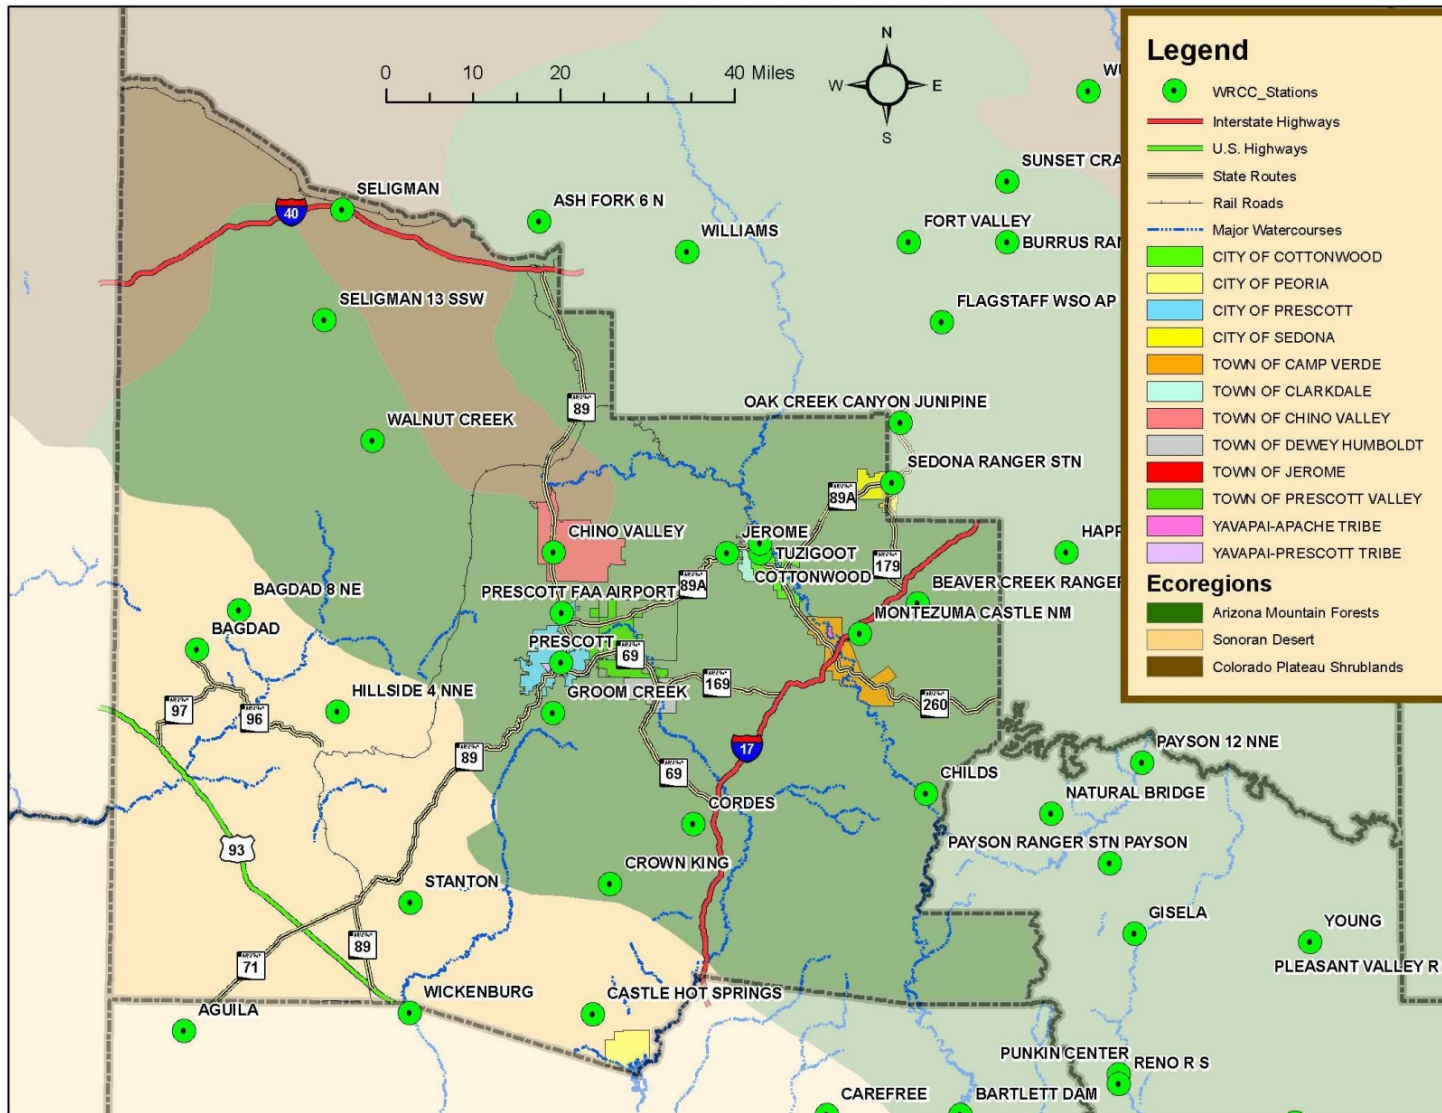 0 10 20 40 Miles
N
W E
S
Legend
WRCC_Stations
Interstate Highways
U.S. Highways
State Routes
Rail Roads
Major Watercourses
CITY OF COTTONWOOD
CITY OF PEORIA
CITY OF PRESCOTT
CITY OF SEDONA
TOWN OF CAMP VERDE
TOWN OF CLARKDALE
TOWN OF CHINO VALLEY
TOWN OF DEWEY HUMBOLDT
TOWN OF JEROME
TOWN OF PRESCOTT VALLEY
YAVAPAI-APACHE TRIBE
YAVAPAI-PRESCOTT TRIBE
Ecoregions
Arizona Mountain Forests
Sonoran Desert
Colorado Plateau Shrublands
WU
SUNSET CRA
SELIGMAN
40
ASH FORK 6 N
WILLIAMS
FORT VALLEY
BURRUS RAN
SELIGMAN 13 SSW
FLAGSTAFF WSO AP
89
OAK CREEK CANYON JUNIPINE
WALNUT CREEK
SEDONA RANGER STN
89A
CHINO VALLEY
JEROME
TUZIGOOT
COTTONWOOD
179
HAPP
89A
BEAVER CREEK RANGER
PRESCOTT FAA AIRPORT
MONTEZUMA CASTLE NM
BAGDAD 8 NE
BAGDAD
PRESCOTT
69
GROOM CREEK
169
HILLSIDE 4 NNE
97
96
260
89
17
PAYSON 12 NNE
69
CHILDS
NATURAL BRIDGE
CORDES
93
PAYSON RANGER STN PAYSON
CROWN KING
STANTON
GISELA
YOUNG
89
71
PLEASANT VALLEY R
WICKENBURG
CASTLE HOT SPRINGS
AGUILA
PUNKIN CENTER
RENO R S
CAREFREE
BARTLETT DAM